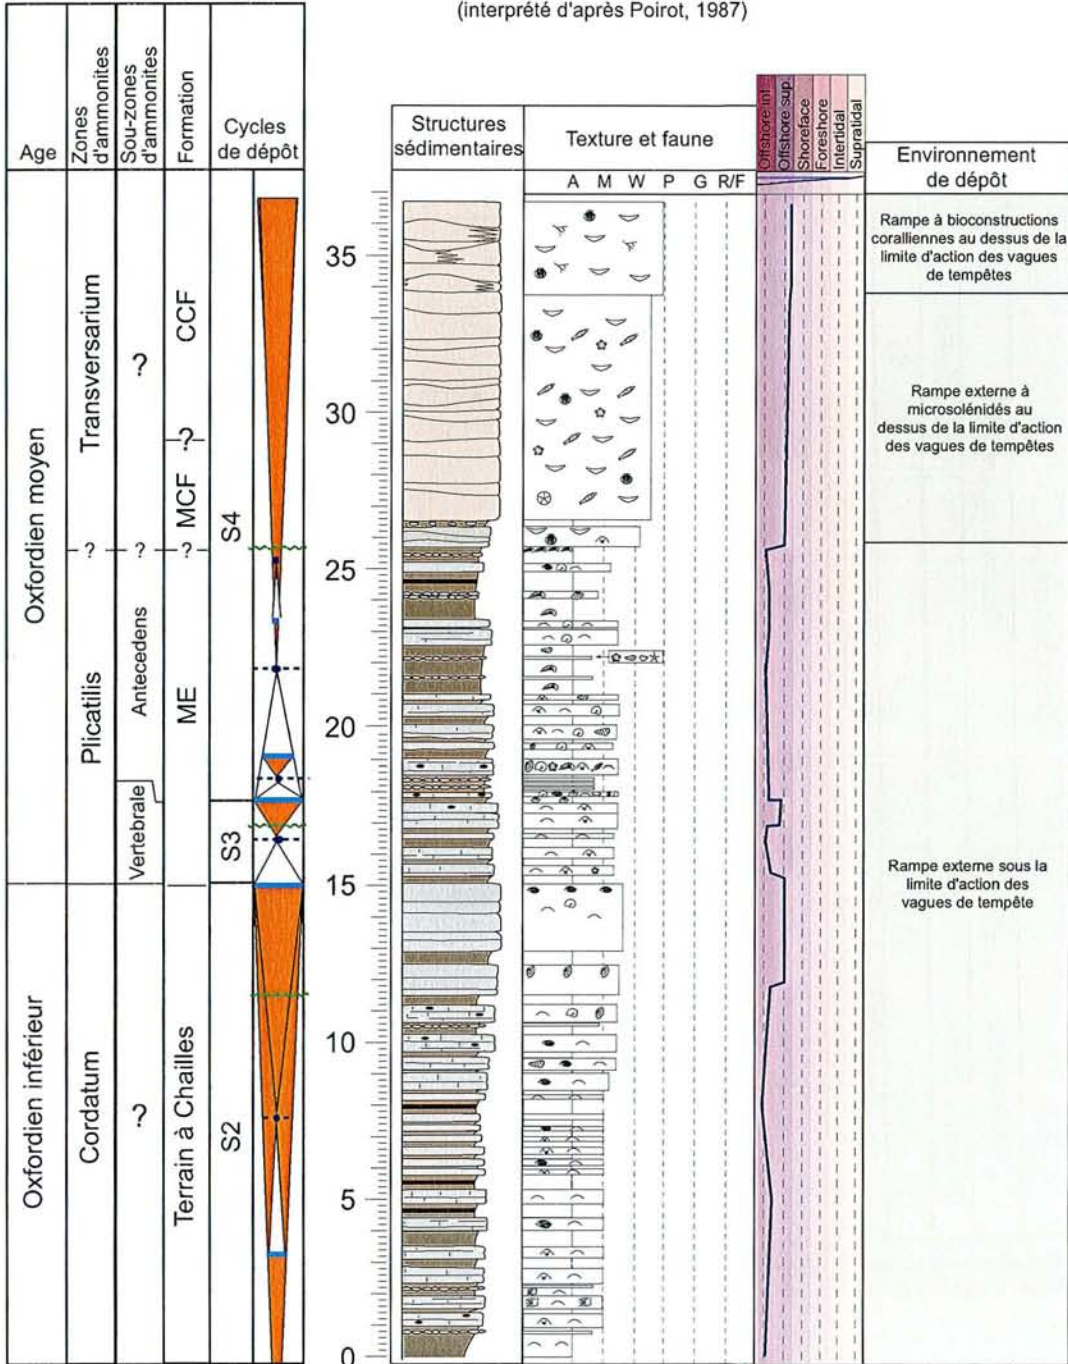 (interprété d'après Poirot, 1987)
Age
Zones
d'ammonites
Sou-zones
d'ammonites
Formation
Cycles
de dépôt
Structures
sédimentaires
Texture et faune
A M W P G R/F
Offshore inf.
Offshore sup.
Shoreface
Foreshore
Intertidal
Supratidal
Environnement
de dépôt
Oxfordien moyen
Oxfordien inférieur
Transversarium
- ? -
Plicatilis
Cordatum
?
- ? -
Antecedens
Vertebrale
?
CCF
- ? -
MCF
- ? -
ME
Terrain à Chailles
S4
S3
S2
35
30
25
20
15
10
5
0
Rampe à bioconstructions
coralliennes au dessus de la
limite d'action des vagues
de tempêtes
Rampe externe à
microsolénidés au
dessus de la limite d'action
des vagues de tempêtes
Rampe externe sous la
limite d'action des
vagues de tempête